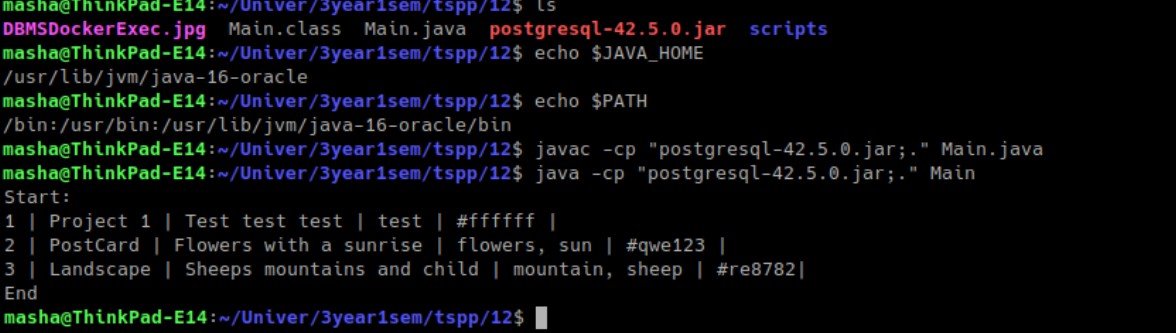 masha@ThinkPad-E14:~/Univer/3year1sem/tspp/12$ ls
DBMSDockerExec.jpg  Main.class  Main.java  postgresql-42.5.0.jar  scripts
masha@ThinkPad-E14:~/Univer/3year1sem/tspp/12$ echo $JAVA_HOME
/usr/lib/jvm/java-16-oracle
masha@ThinkPad-E14:~/Univer/3year1sem/tspp/12$ echo $PATH
/bin:/usr/bin:/usr/lib/jvm/java-16-oracle/bin
masha@ThinkPad-E14:~/Univer/3year1sem/tspp/12$ javac -cp "postgresql-42.5.0.jar;." Main.java
masha@ThinkPad-E14:~/Univer/3year1sem/tspp/12$ java -cp "postgresql-42.5.0.jar;." Main
Start:
1 | Project 1 | Test test test | test | #ffffff |
2 | PostCard | Flowers with a sunrise | flowers, sun | #qwe123 |
3 | Landscape | Sheeps mountains and child | mountain, sheep | #re8782|
End
masha@ThinkPad-E14:~/Univer/3year1sem/tspp/12$